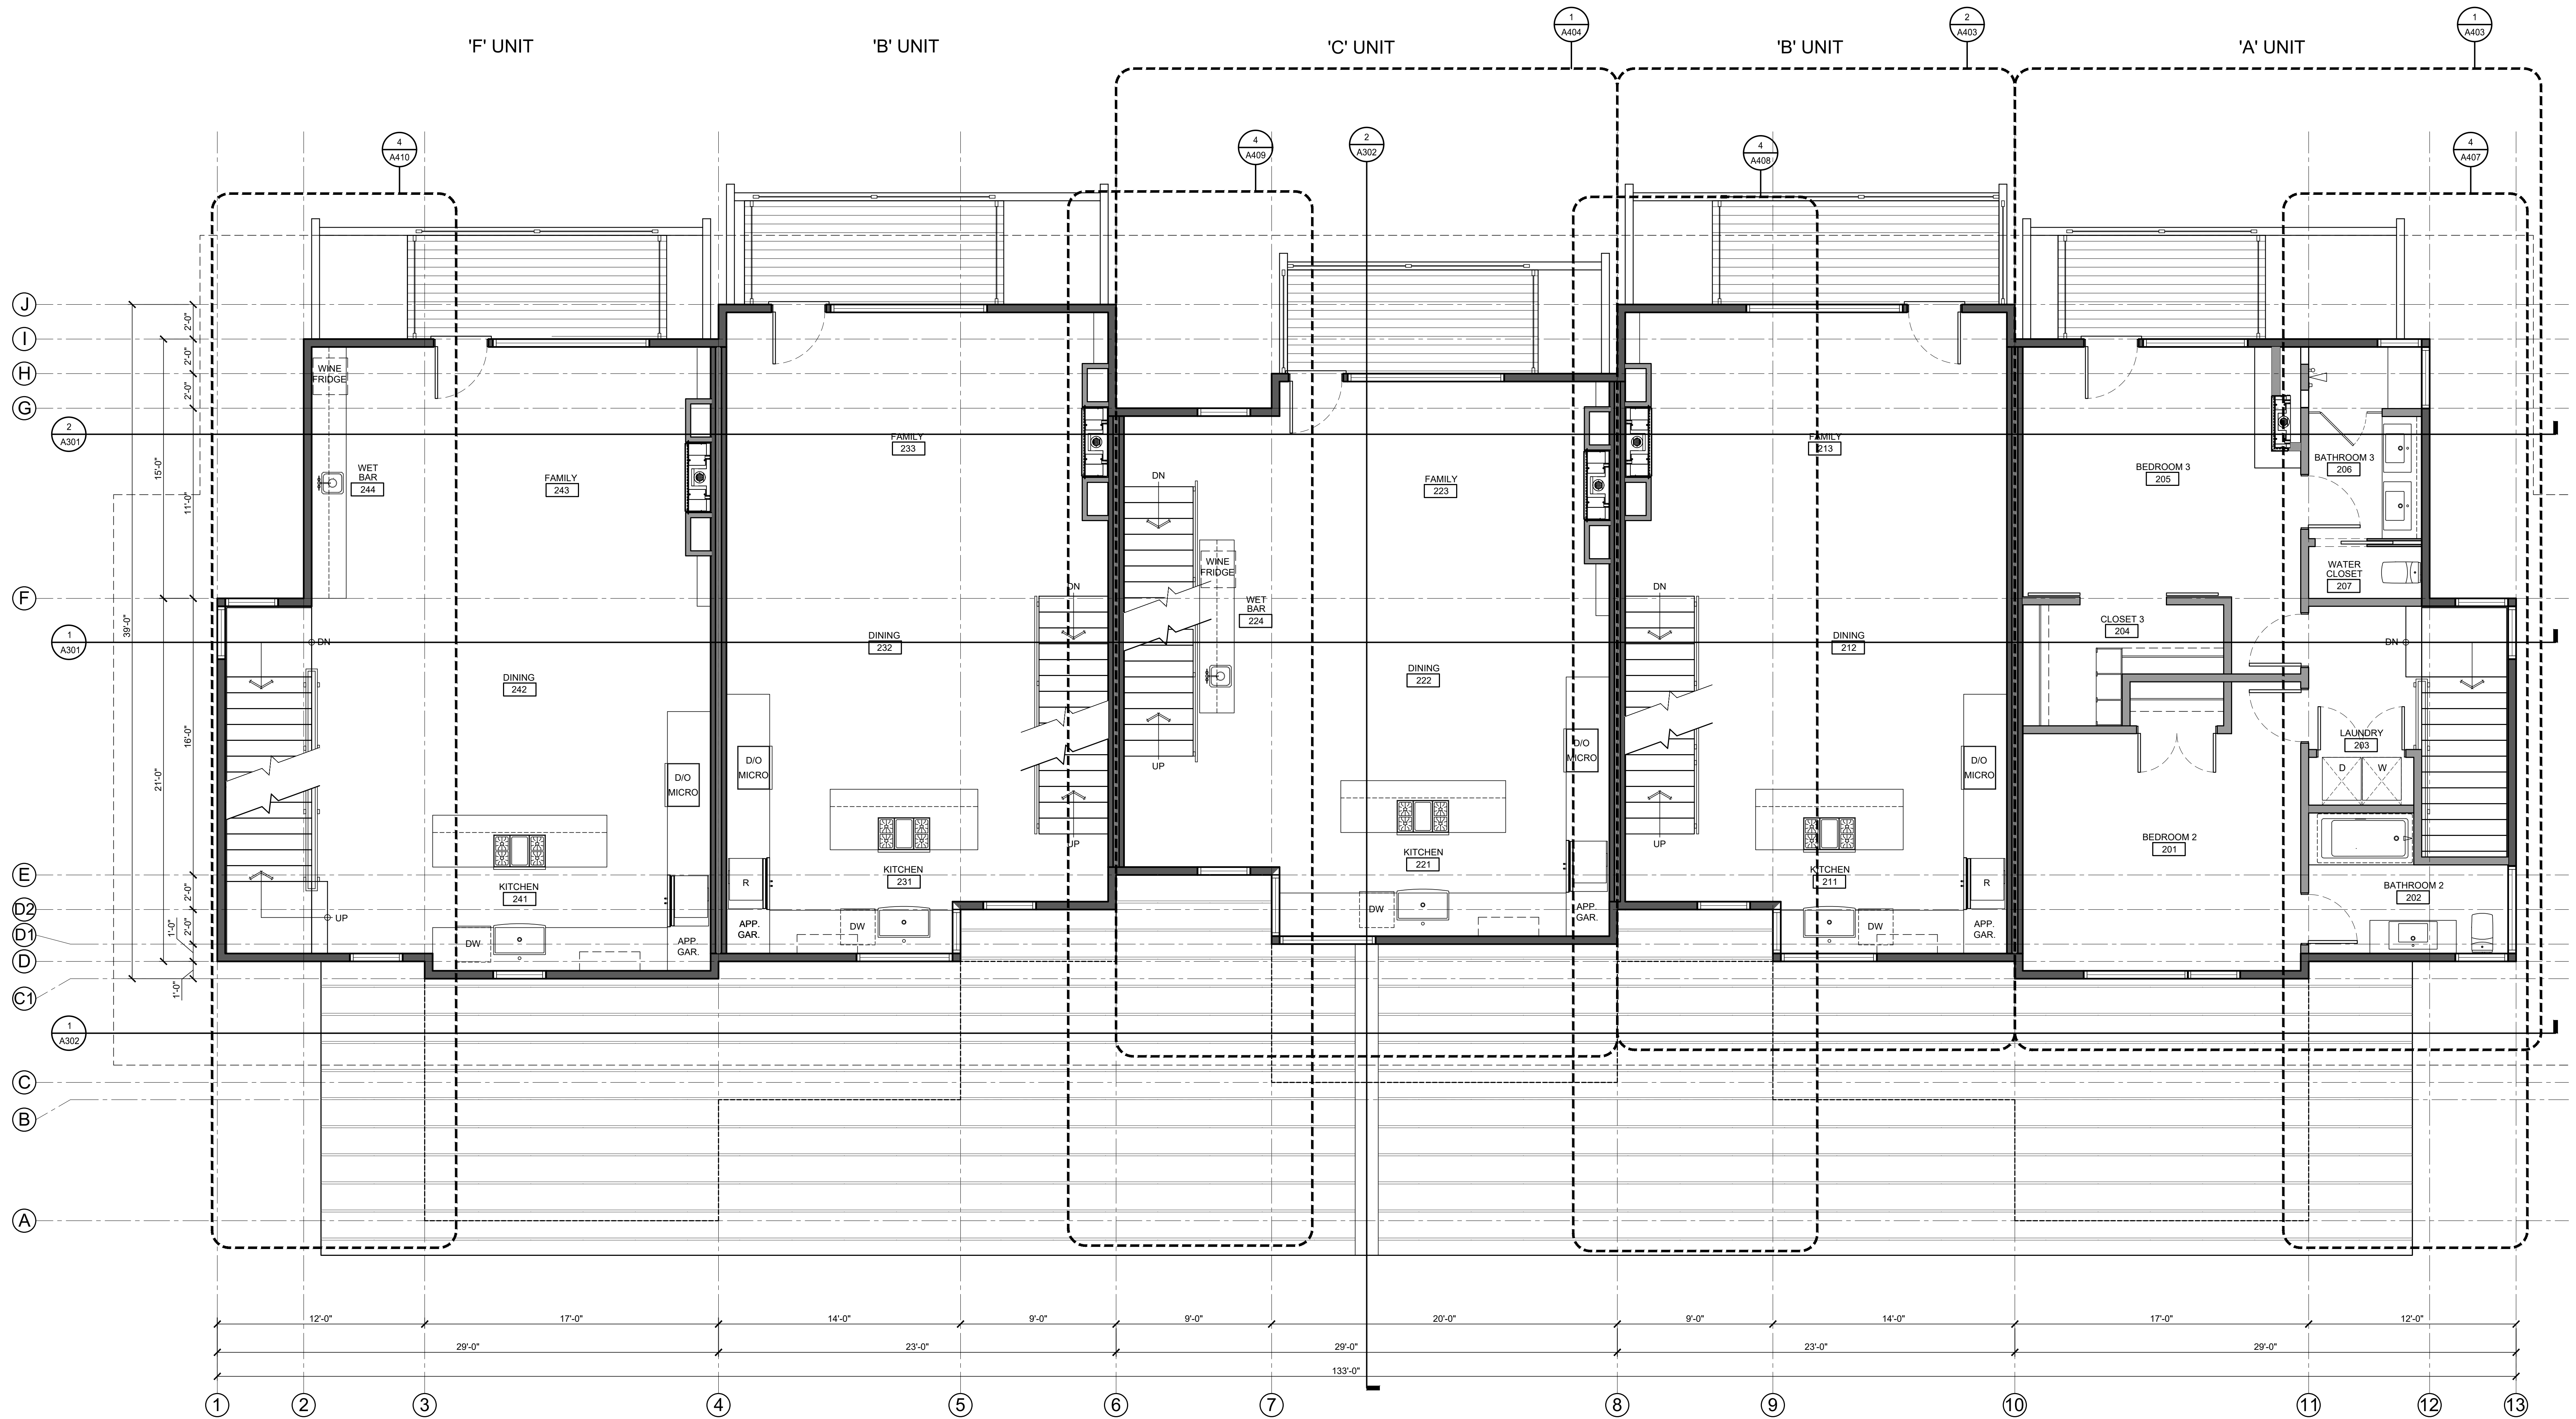 'F' UNIT
'B' UNIT
'C' UNIT
'B' UNIT
'A' UNIT
1
A404
2
A403
1
A403
4
A410
4
A409
2
A302
4
A408
4
A407
J
I
H
G
2
A301
F
1
A301
E
D2
D1
D
C1
1
A302
C
B
A
2'-0"
2'-0"
2'-0"
15'-0"
11'-0"
39'-0"
16'-0"
21'-0"
2'-0"
2'-0"
1'-0"
1'-0"
WINE
FRIDGE
WET
BAR
244
FAMILY
243
DN
DINING
242
D/O
MICRO
KITCHEN
241
UP
DW
APP.
GAR.
FAMILY
233
DN
DINING
232
D/O
MICRO
UP
KITCHEN
231
R
APP.
GAR.
DW
DN
WINE
FRIDGE
WET
BAR
224
UP
FAMILY
223
DINING
222
D/O
MICRO
KITCHEN
221
DW
APP.
GAR.
FAMILY
213
DN
DINING
212
D/O
MICRO
UP
KITCHEN
211
R
DW
APP.
GAR.
BEDROOM 3
205
BATHROOM 3
206
WATER
CLOSET
207
CLOSET 3
204
DN
LAUNDRY
203
D
W
BEDROOM 2
201
BATHROOM 2
202
12'-0"
17'-0"
14'-0"
9'-0"
9'-0"
20'-0"
9'-0"
14'-0"
17'-0"
12'-0"
29'-0"
23'-0"
29'-0"
23'-0"
29'-0"
133'-0"
1
2
3
4
5
6
7
8
9
10
11
12
13